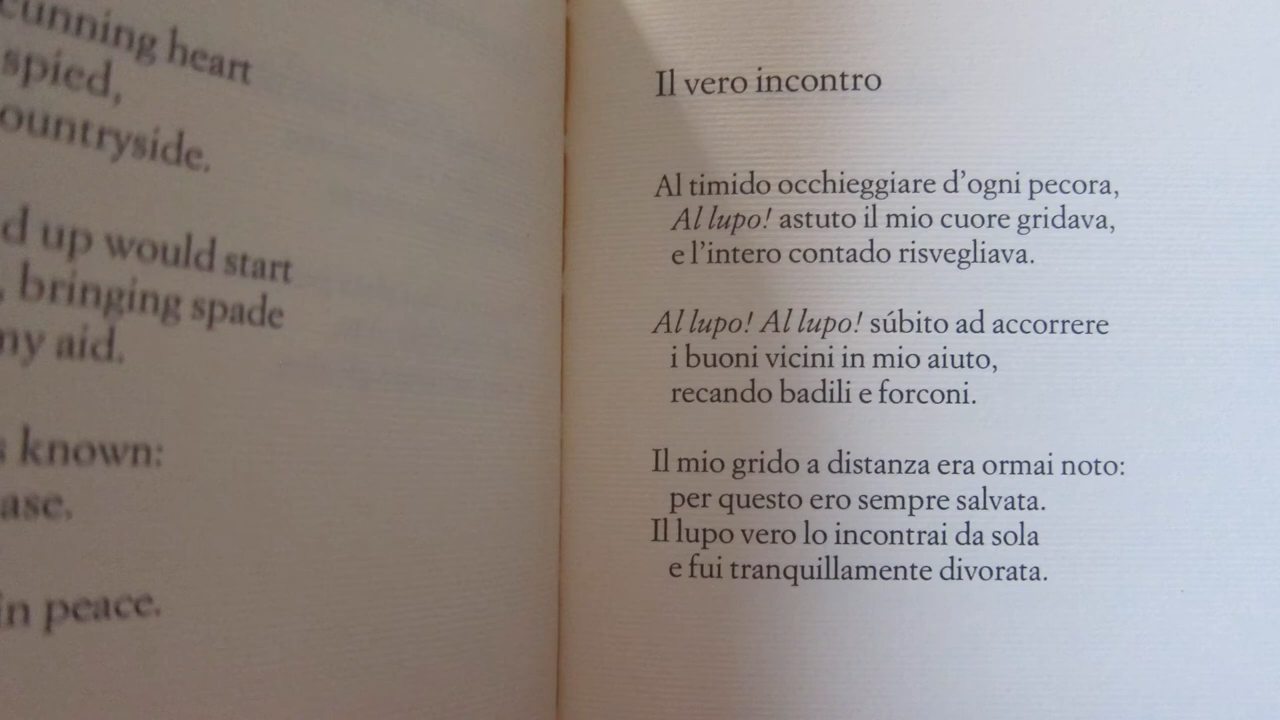 cunning heart
spied,
ountryside.
d up would start
, bringing spade
my aid.
s known:
ase.
in peace.
Il vero incontro
Al timido occhieggiare d'ogni pecora,
Al lupo! astuto il mio cuore gridava,
e l'intero contado risvegliava.
Al lupo! Al lupo! súbito ad accorrere
i buoni vicini in mio aiuto,
recando badili e forconi.
Il mio grido a distanza era ormai noto:
per questo ero sempre salvata.
Il lupo vero lo incontrai da sola
e fui tranquillamente divorata.